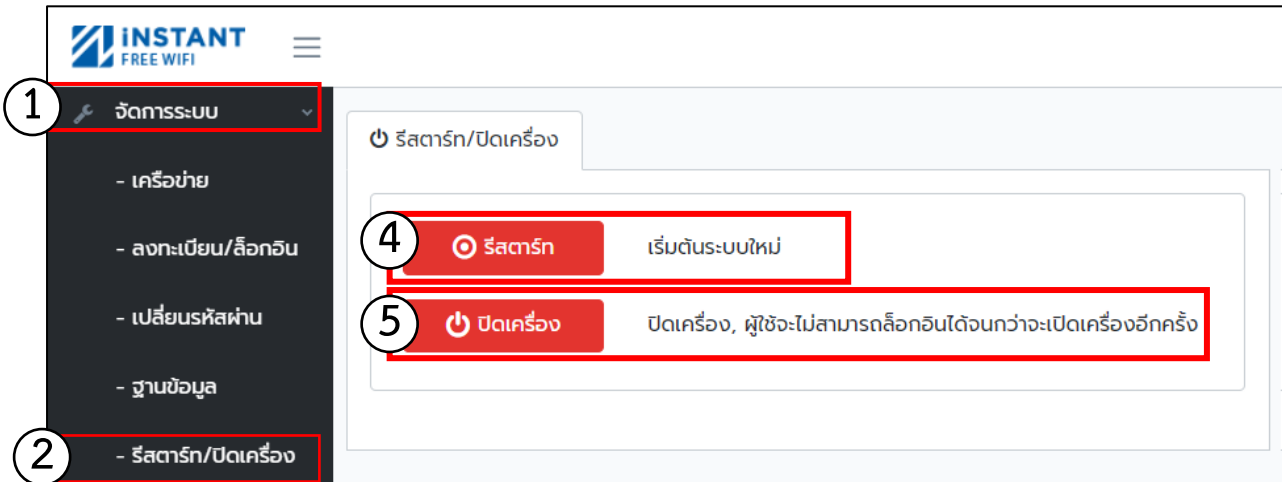 iNSTANT
FREE WIFI
1 จัดการระบบ
- เครือข่าย
- ลงทะเบียน/ล็อกอิน
- เปลี่ยนรหัสผ่าน
- ฐานข้อมูล
2 - รีสตาร์ท/ปิดเครื่อง
รีสตาร์ท/ปิดเครื่อง
4 รีสตาร์ท เริ่มต้นระบบใหม่
5 ปิดเครื่อง ปิดเครื่อง, ผู้ใช้จะไม่สามารถล็อกอินได้จนกว่าจะเปิดเครื่องอีกครั้ง